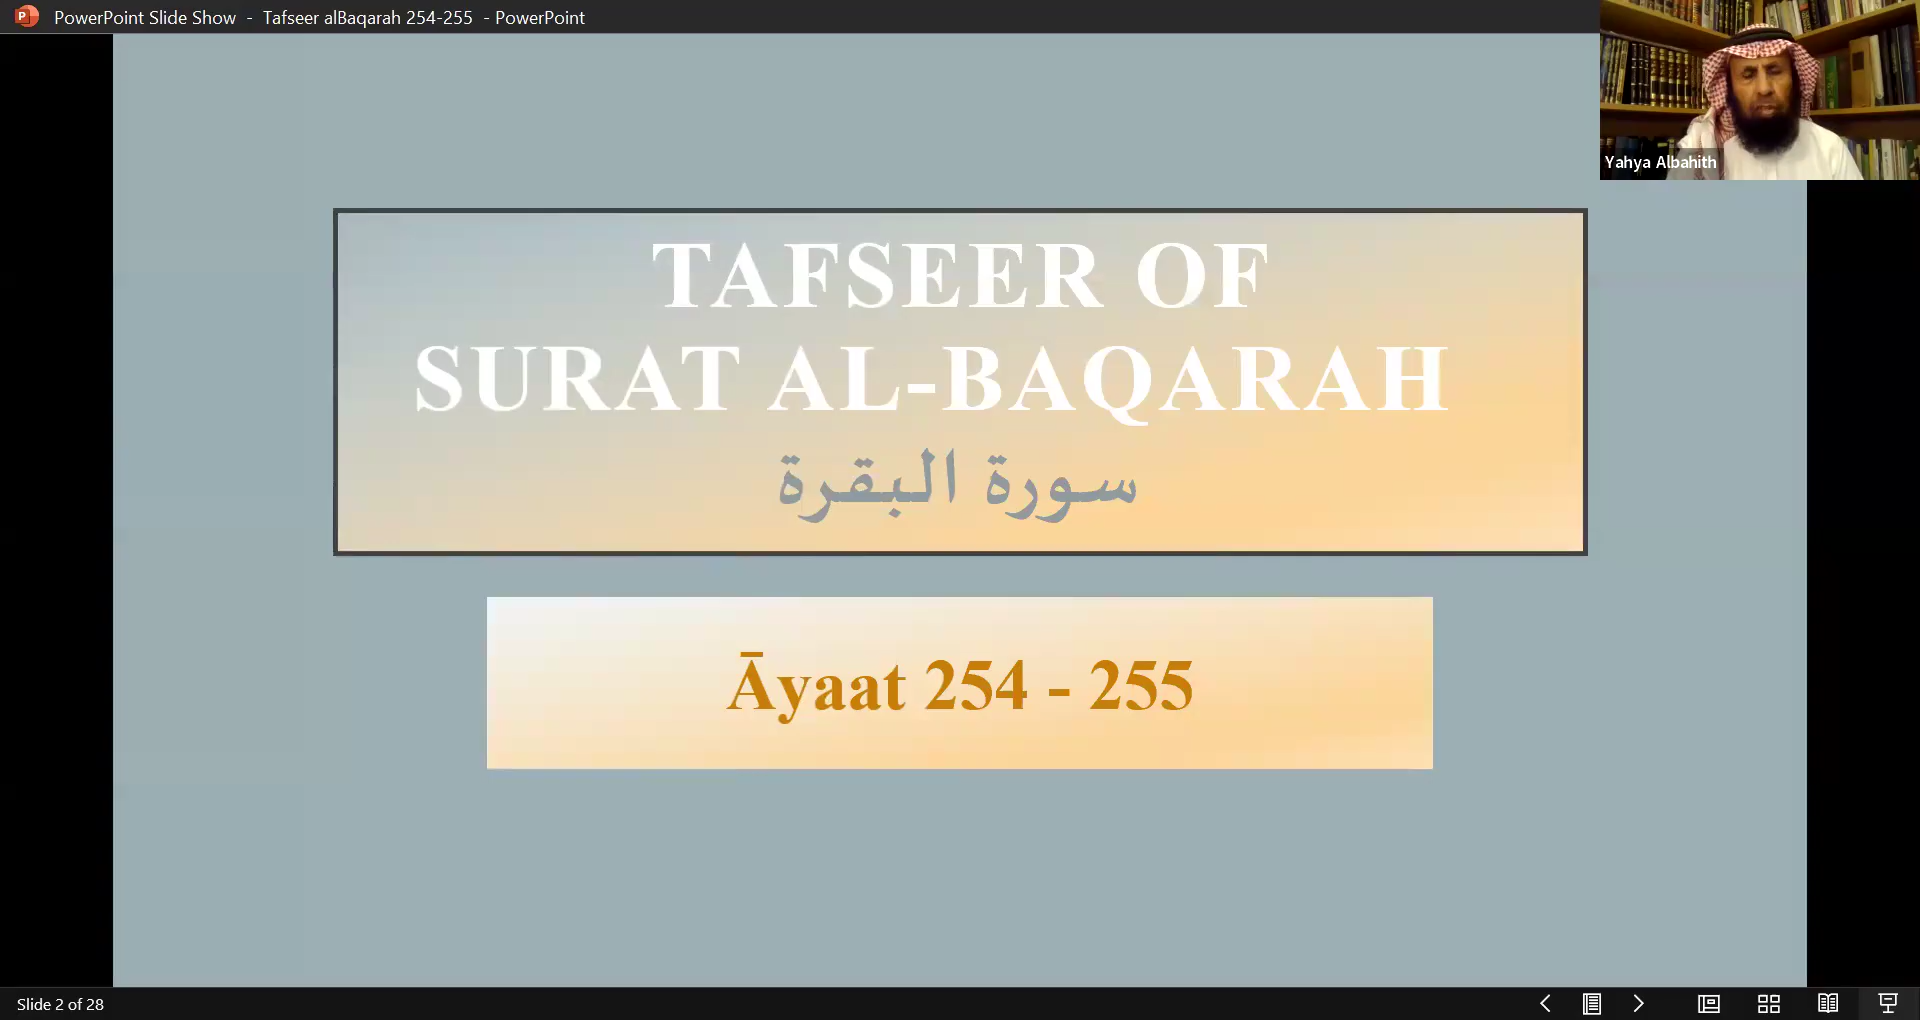 PowerPoint Slide Show - Tafseer alBaqarah 254-255 - PowerPoint
Yahya Albahith
TAFSEER OF
SURAT AL-BAQARAH
سورة البقرة
Āyaat 254 - 255
Slide 2 of 28